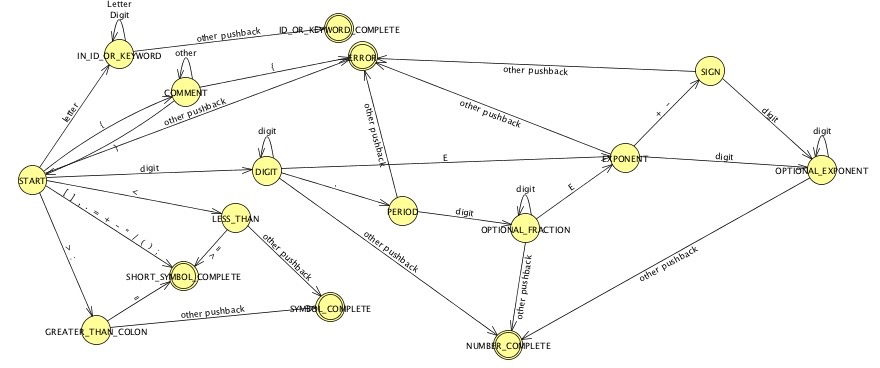 Letter
Digit
other pushback
ID_OR_KEYWORD_COMPLETE
IN_ID_OR_KEYWORD
other
{
ERROR
COMMENT
other pushback
SIGN
letter
{
}
other pushback
other pushback
other pushback
+ -
digit
digit
digit
digit
E
EXPONENT
digit
OPTIONAL_EXPONENT
START
DIGIT
.
<
E
digit
PERIOD
digit
LESS_THAN
OPTIONAL_FRACTION
other pushback
= >
other pushback
other pushback
other pushback
SHORT_SYMBOL_COMPLETE
=
SYMBOL_COMPLETE
other pushback
GREATER_THAN_COLON
NUMBER_COMPLETE